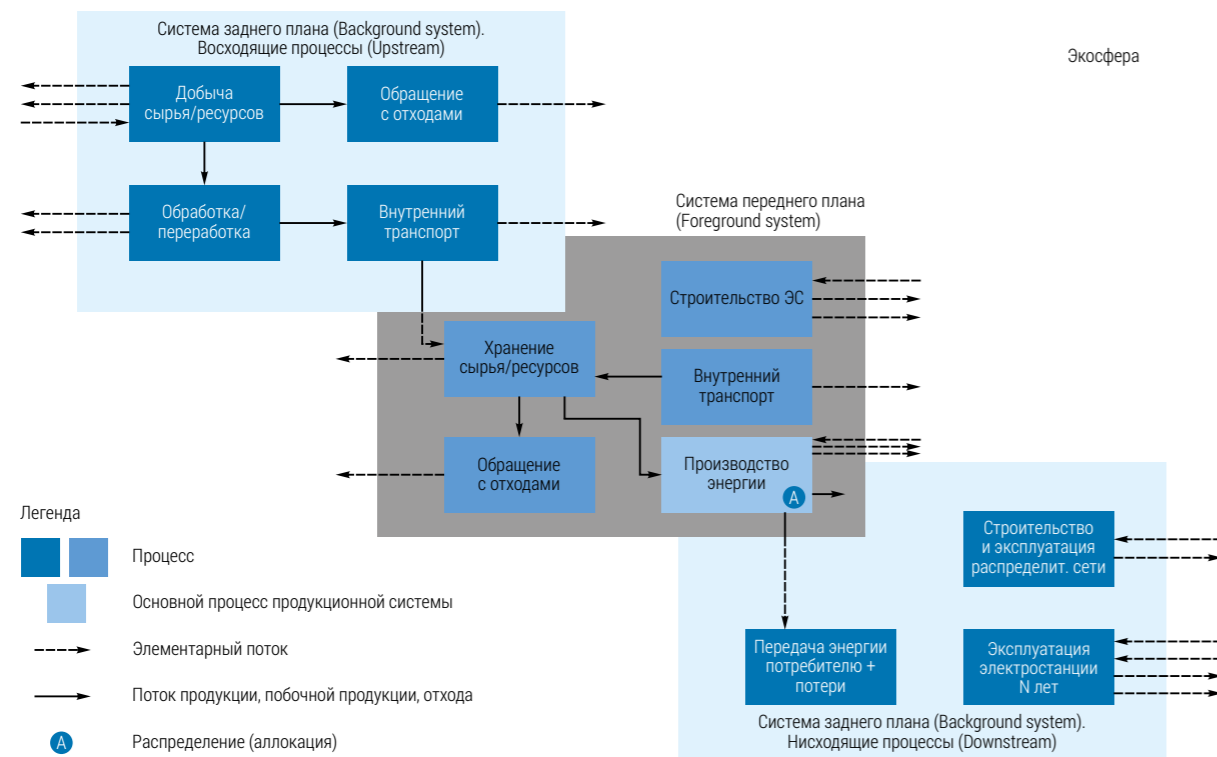 Система заднего плана (Background system).
Восходящие процессы (Upstream)
Экосфера
Добыча
сырья/ресурсов
Обращение
с отходами
Обработка/
переработка
Внутренний
транспорт
Система переднего плана
(Foreground system)
Строительство ЭС
Хранение
сырья/ресурсов
Внутренний
транспорт
Обращение
с отходами
Производство
энергии
А
Строительство
и эксплуатация
распределит. сети
Передача энергии
потребителю +
потери
Эксплуатация
электростанции
N лет
Система заднего плана (Background system).
Нисходящие процессы (Downstream)
Легенда
Процесс
Основной процесс продукционной системы
Элементарный поток
Поток продукции, побочной продукции, отхода
А
Распределение (аллокация)